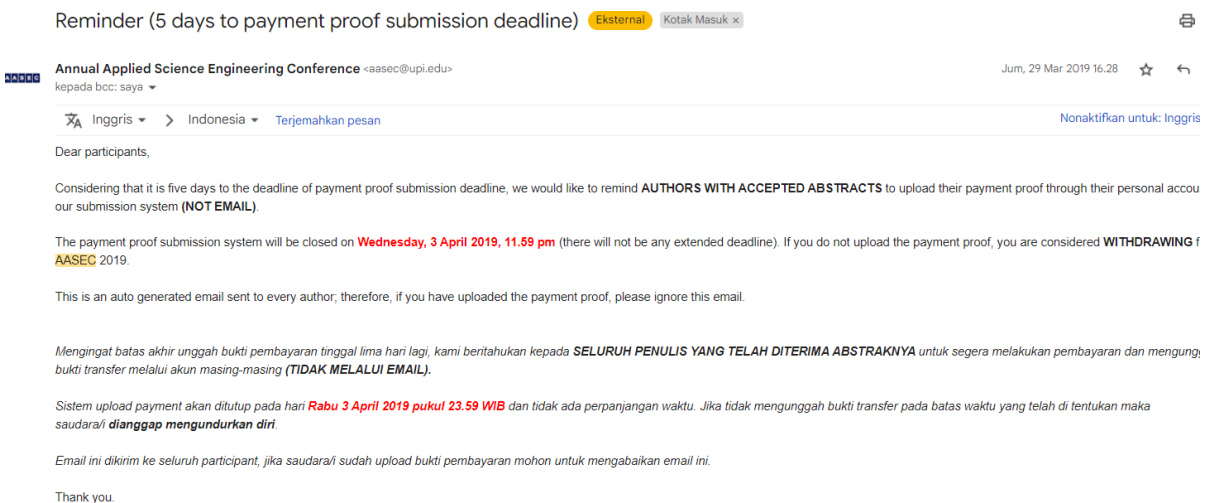 Reminder (5 days to payment proof submission deadline) Eksternal Kotak Masuk ×
AASEC
Annual Applied Science Engineering Conference <aasec@upi.edu> Jum, 29 Mar 2019 16.28
kepada bcc: saya
Inggris > Indonesia Terjemahkan pesan Nonaktifkan untuk: Inggris
Dear participants,
Considering that it is five days to the deadline of payment proof submission deadline, we would like to remind AUTHORS WITH ACCEPTED ABSTRACTS to upload their payment proof through their personal accou
our submission system (NOT EMAIL).
The payment proof submission system will be closed on Wednesday, 3 April 2019, 11.59 pm (there will not be any extended deadline). If you do not upload the payment proof, you are considered WITHDRAWING f
AASEC 2019.
This is an auto generated email sent to every author; therefore, if you have uploaded the payment proof, please ignore this email.
Mengingat batas akhir unggah bukti pembayaran tinggal lima hari lagi, kami beritahukan kepada SELURUH PENULIS YANG TELAH DITERIMA ABSTRAKNYA untuk segera melakukan pembayaran dan mengungg
bukti transfer melalui akun masing-masing (TIDAK MELALUI EMAIL).
Sistem upload payment akan ditutup pada hari Rabu 3 April 2019 pukul 23.59 WIB dan tidak ada perpanjangan waktu. Jika tidak mengunggah bukti transfer pada batas waktu yang telah di tentukan maka
saudara/i dianggap mengundurkan diri.
Email ini dikirim ke seluruh participant, jika saudara/i sudah upload bukti pembayaran mohon untuk mengabaikan email ini.
Thank you.